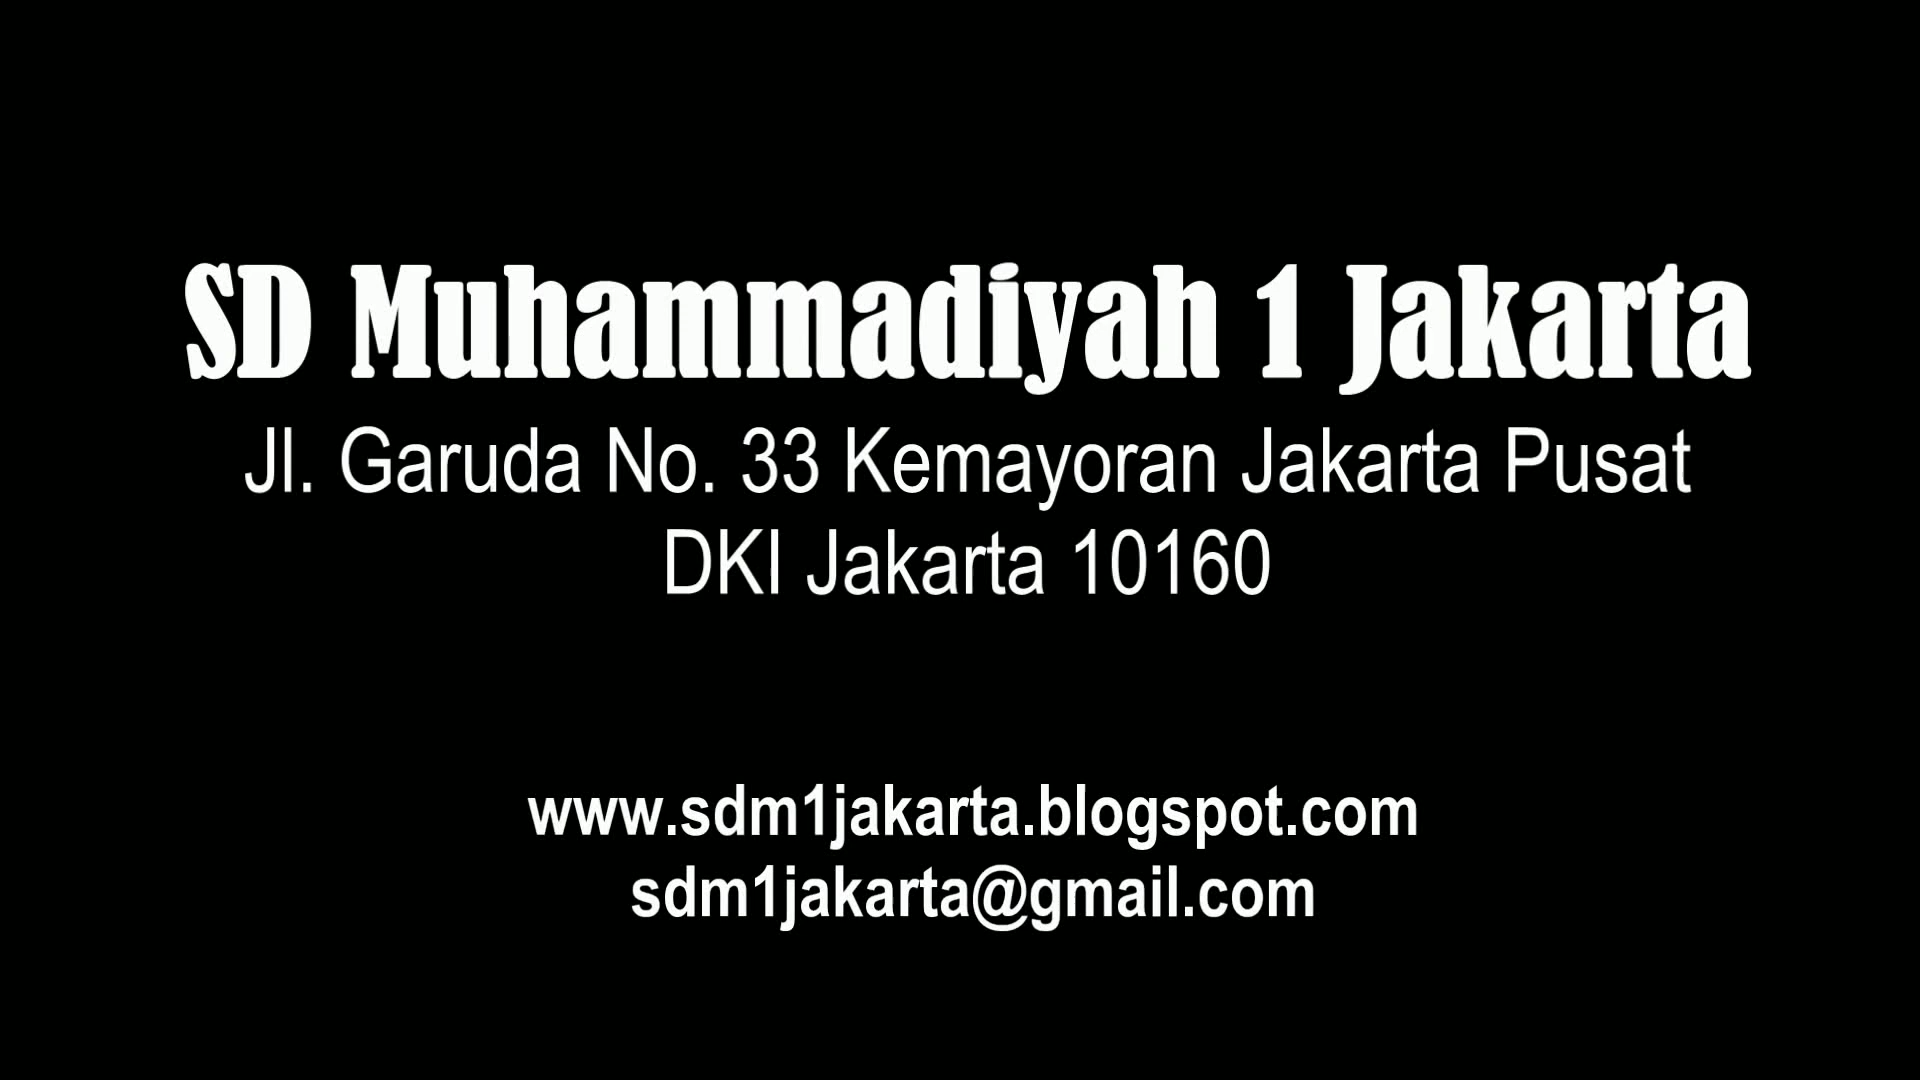 SD Muhammadiyah 1 Jakarta
Jl. Garuda No. 33 Kemayoran Jakarta Pusat
DKI Jakarta 10160
www.sdm1jakarta.blogspot.com
sdm1jakarta@gmail.com